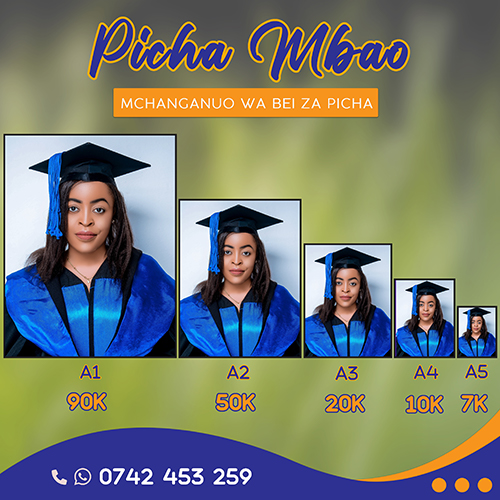 Picha Mbao
MCHANGANUO WA BEI ZA PICHA
A1 A2 A3 A4 A5
90K 50K 20K 10K 7K
0742 453 259